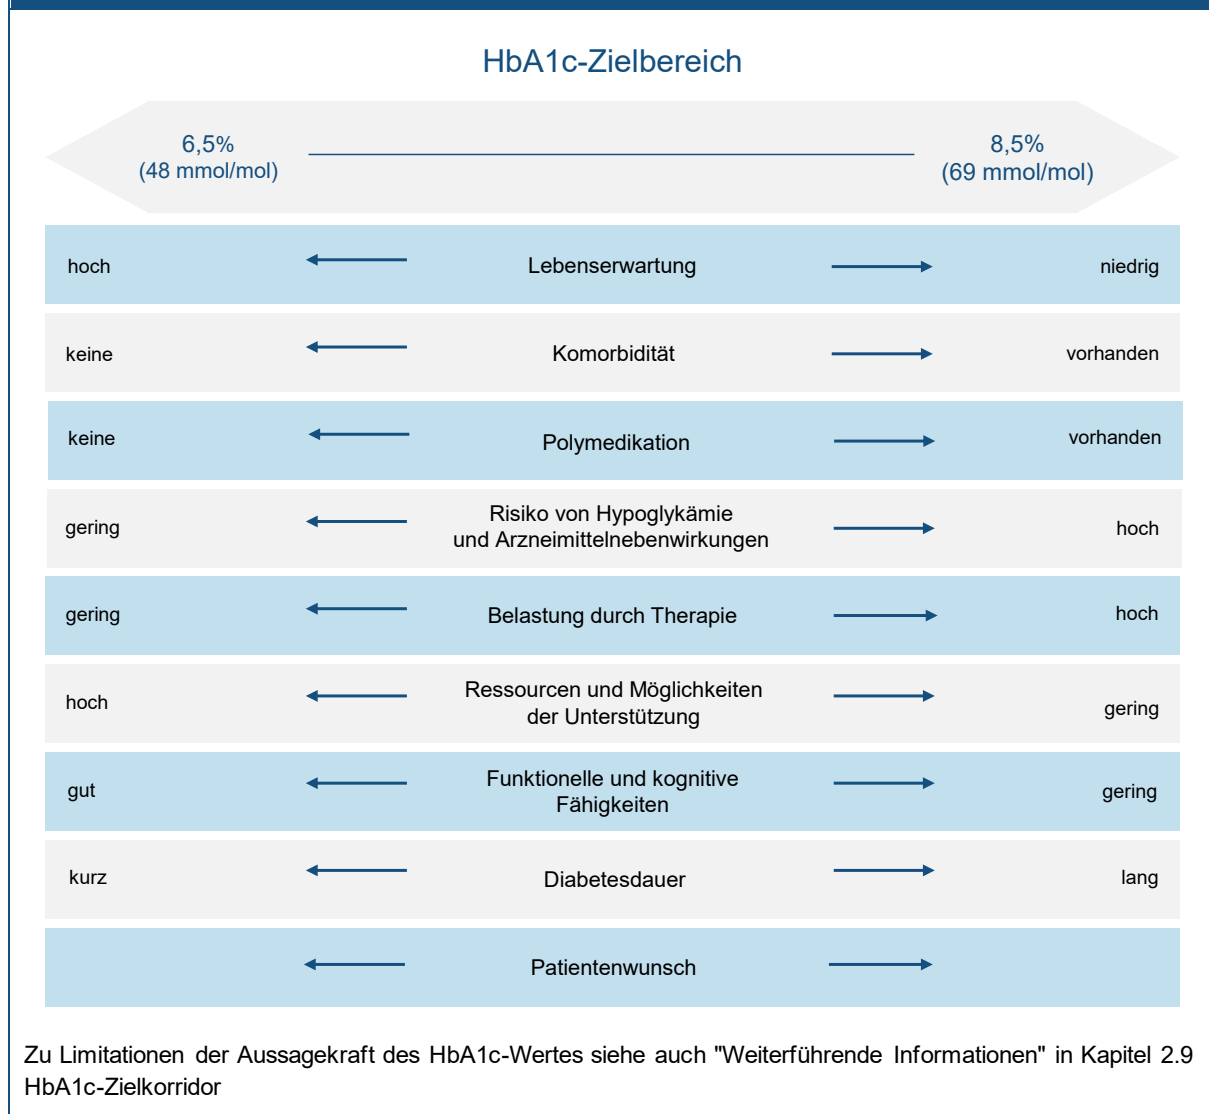 HbA1c-Zielbereich
6,5% 8,5%
(48 mmol/mol) (69 mmol/mol)
hoch Lebenserwartung niedrig
keine Komorbidität vorhanden
keine Polymedikation vorhanden
Risiko von Hypoglykämie
gering und Arzneimittelnebenwirkungen hoch
gering Belastung durch Therapie hoch
Ressourcen und Möglichkeiten
hoch der Unterstützung gering
Funktionelle und kognitive
gut Fähigkeiten gering
kurz Diabetesdauer lang
Patientenwunsch
Zu Limitationen der Aussagekraft des HbA1c-Wertes siehe auch "Weiterführende Informationen" in Kapitel 2.9
HbA1c-Zielkorridor